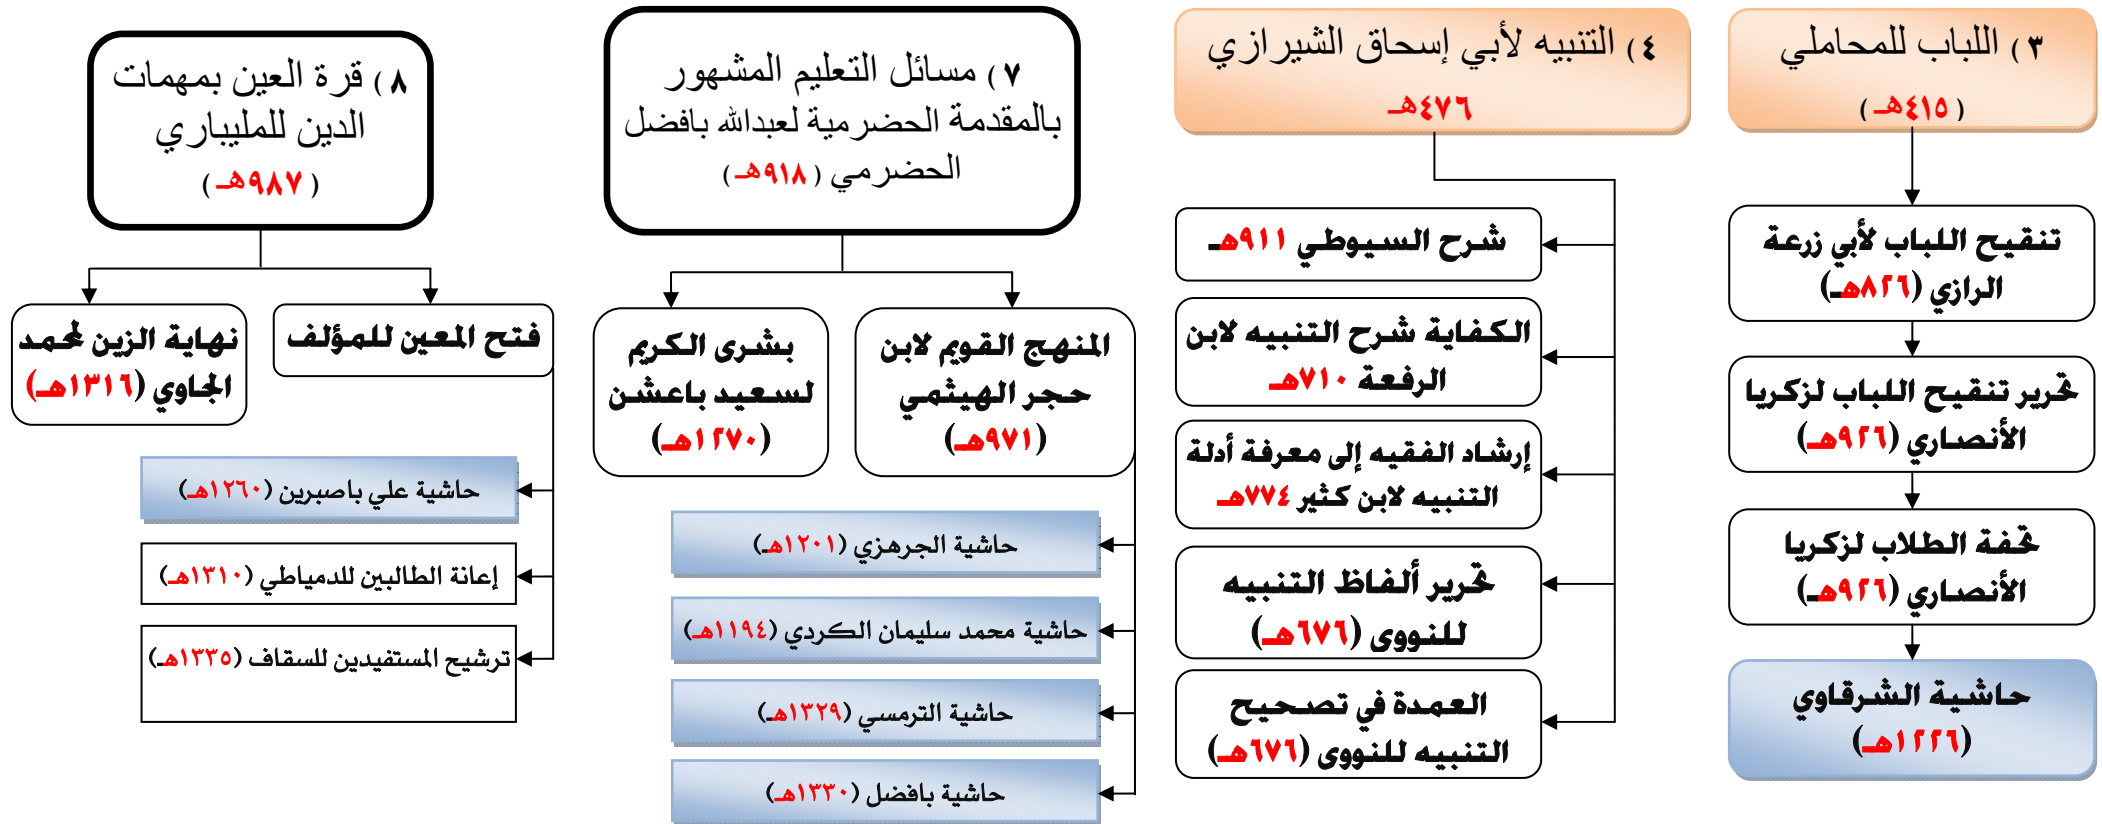 ٣) اللباب للمحاملي
(٤١٥هـ)
تنقيح اللباب لأبي زرعة
الرازي (٨٢٦هـ)
تحرير تنقيح اللباب لزكريا
الأنصاري (٩٢٦هـ)
تحفة الطلاب لزكريا
الأنصاري (٩٢٦هـ)
حاشية الشرقاوي
(١٢٢٦هـ)
٤) التنبيه لأبي إسحاق الشيرازي
٤٧٦هـ
شرح السيوطي ٩١١هـ
الكفاية شرح التنبيه لابن
الرفعة ٧١٠هـ
إرشاد الفقيه إلى معرفة أدلة
التنبيه لابن كثير ٧٧٤هـ
تحرير ألفاظ التنبيه
للنووى (٦٧٦هـ)
العمدة في تصحيح
التنبيه للنووى (٦٧٦هـ)
٧) مسائل التعليم المشهور
بالمقدمة الحضرمية لعبدالله بافضل
الحضرمي (٩١٨هـ)
المنهج القويم لابن
حجر الهيثمي
(٩٧١هـ)
بشرى الكريم
لسعيد باعشن
(١٢٧٠هـ)
حاشية الجرهزي (١٢٠١هـ)
حاشية محمد سليمان الكردي (١١٩٤هـ)
حاشية الترمسي (١٣٢٩هـ)
حاشية بافضل (١٣٣٠هـ)
٨) قرة العين بمهمات
الدين للمليباري
(٩٨٧هـ)
فتح المعين للمؤلف
نهاية الزين لمحمد
الجاوي (١٣١٦هـ)
حاشية علي باصبرين (١٢٦٠هـ)
إعانة الطالبين للدمياطي (١٣١٠هـ)
ترشيح المستفيدين للسقاف (١٣٣٥هـ)